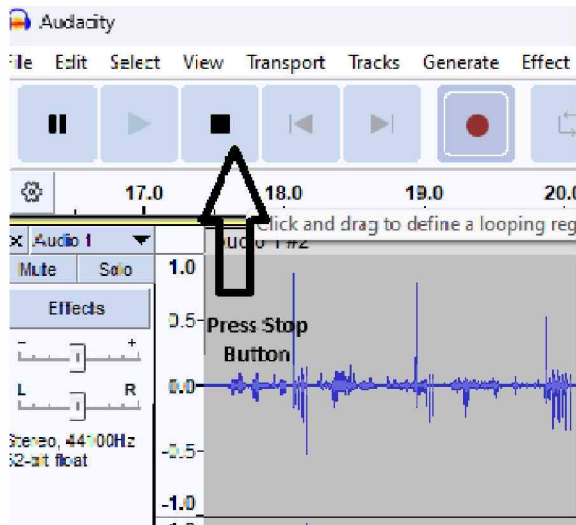 Audacity
File Edit Select View Transport Tracks Generate Effect
17.0 18.0 19.0 20.0
Click and drag to define a looping reg
× Audio 1
Audio 1 #2
Mute Solo
Effects
- +
L R
Stereo, 44100Hz
32-bit float
1.0
0.5
0.0
-0.5
-1.0
Press Stop
Button